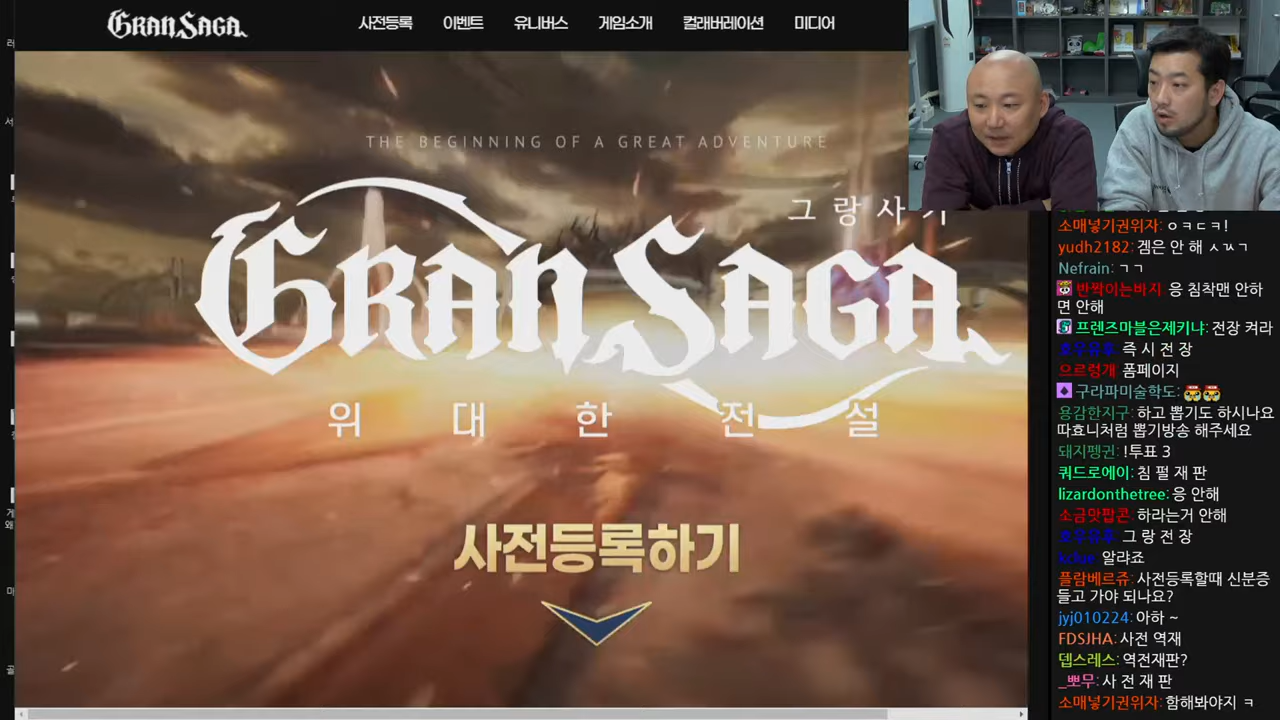 GRANSAGA
사전등록 이벤트 유니버스 게임소개 컬래버레이션 미디어
THE BEGINNING OF A GREAT ADVENTURE
그랑사가
GRANSAGA
위대한전설
사전등록하기
소매넣기권위자: ㅇㅋㄷㅋ!
yudh2182: 겜은 안 해 ㅅㄳㄱ
Nefrain: ㄱㄱ
반짝이는바지 응 침착맨 안하
면 안해
프렌즈마블은제키냐: 전장 켜라
호우유후: 즉 시 전 장
으르렁개: 폼페이지
구라파미술학도:
용감한지구: 하고 뽑기도 하시나요
따효니처럼 뽑기방송 해주세요
돼지펭귄: !투표 3
쿼드로에이: 침 펄 재 판
lizardonthetree: 응 안해
소금맛팝콘: 하라는거 안해
호우유후: 그 랑 전 장
알랴죠
플람베르쥬: 사전등록할때 신분증
들고 가야 되나요?
jyj010224: 아하 ~
FDSJHA: 사전 역재
뎁스레스: 역전재판?
_뽀무: 사 전 재 판
소매넣기권위자: 함해봐야지 ㅋ